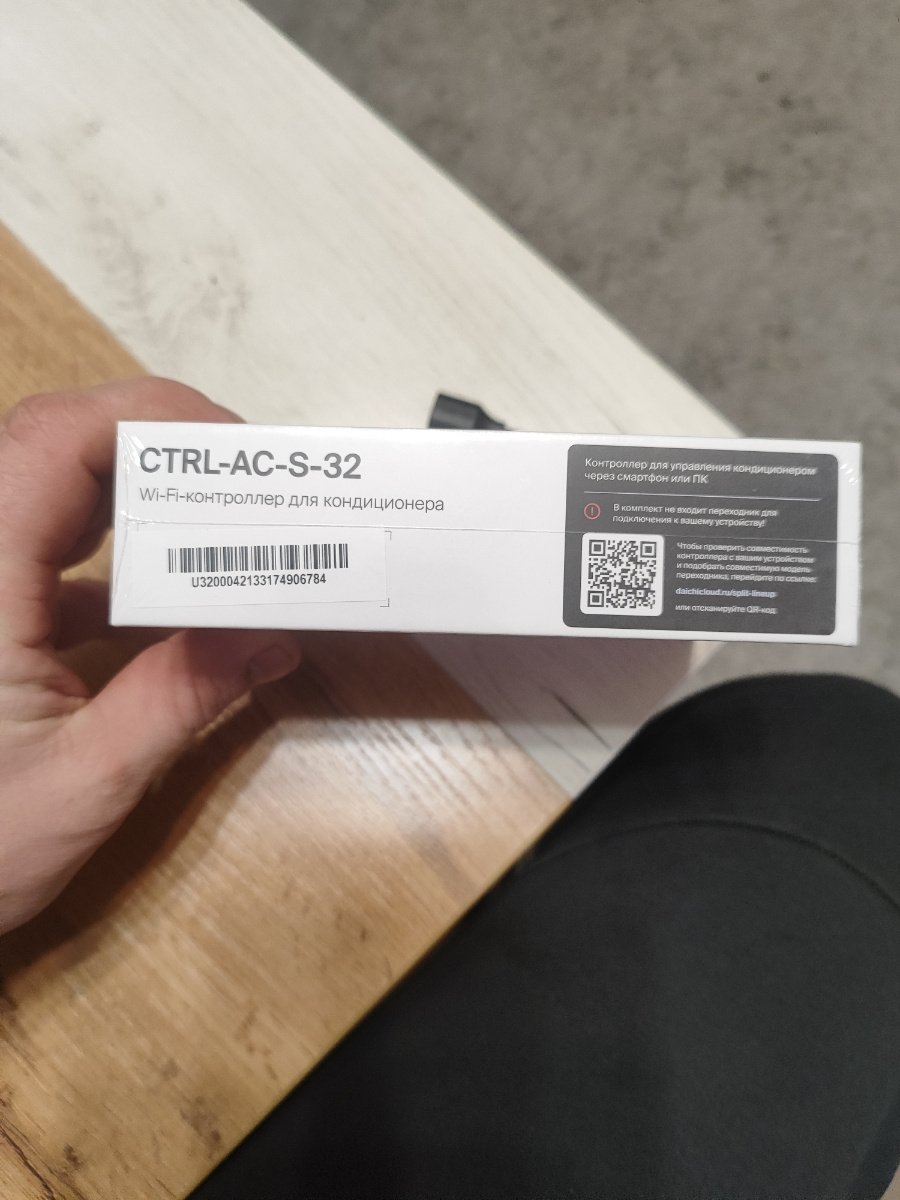 CTRL-AC-S-32
Wi-Fi-контроллер для кондиционера
U3200042133174906784
Контроллер для управления кондиционером
через смартфон или ПК
В комплект не входит переходник для
подключения к вашему устройству!
Чтобы проверить совместимость
контроллера с вашим устройством
и подобрать совместимую модель
переходника, перейдите по ссылке:
daichicloud.ru/split-lineup
или отсканируйте QR-код: